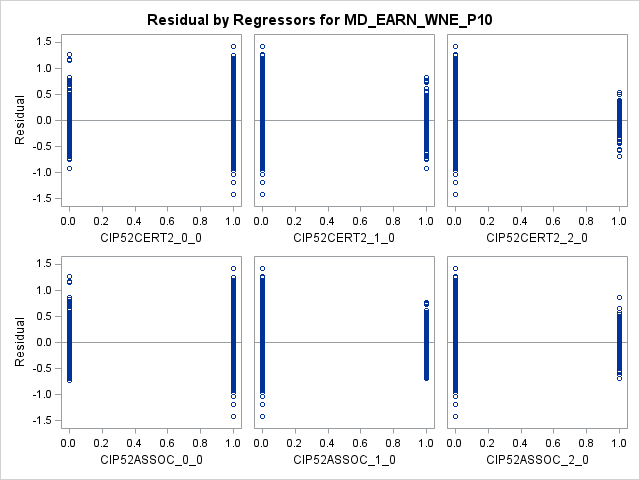 Residual by Regressors for MD_EARN_WNE_P10
Residual
1.5
1.0
0.5
0.0
-0.5
-1.0
-1.5
0.0 0.2 0.4 0.6 0.8 1.0 0.0 0.2 0.4 0.6 0.8 1.0 0.0 0.2 0.4 0.6 0.8 1.0
CIP52CERT2_0_0 CIP52CERT2_1_0 CIP52CERT2_2_0
Residual
1.5
1.0
0.5
0.0
-0.5
-1.0
-1.5
0.0 0.2 0.4 0.6 0.8 1.0 0.0 0.2 0.4 0.6 0.8 1.0 0.0 0.2 0.4 0.6 0.8 1.0
CIP52ASSOC_0_0 CIP52ASSOC_1_0 CIP52ASSOC_2_0